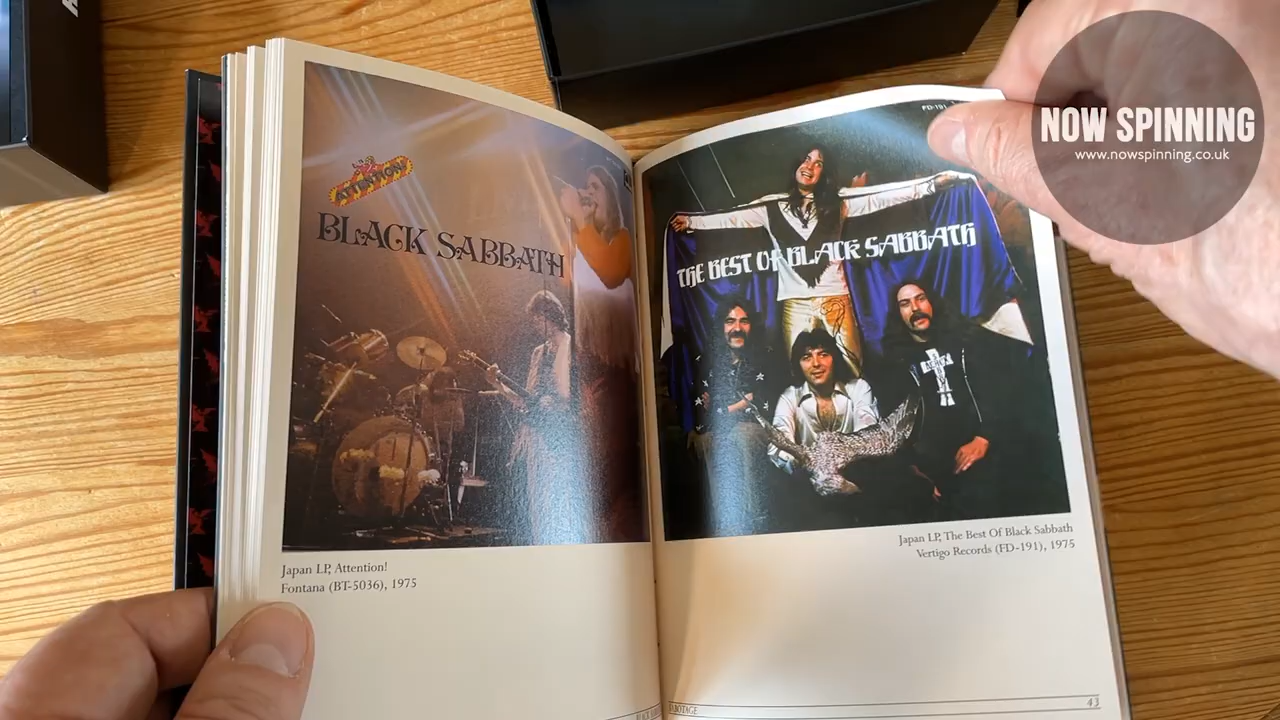 ATTENTION!
BLACK SABBATH
Japan LP, Attention!
Fontana (BT-5036), 1975
FD-191
THE BEST OF BLACK SABBATH
Japan LP, The Best Of Black Sabbath
Vertigo Records (FD-191), 1975
SABOTAGE
43
NOW SPINNING
www.nowspinning.co.uk